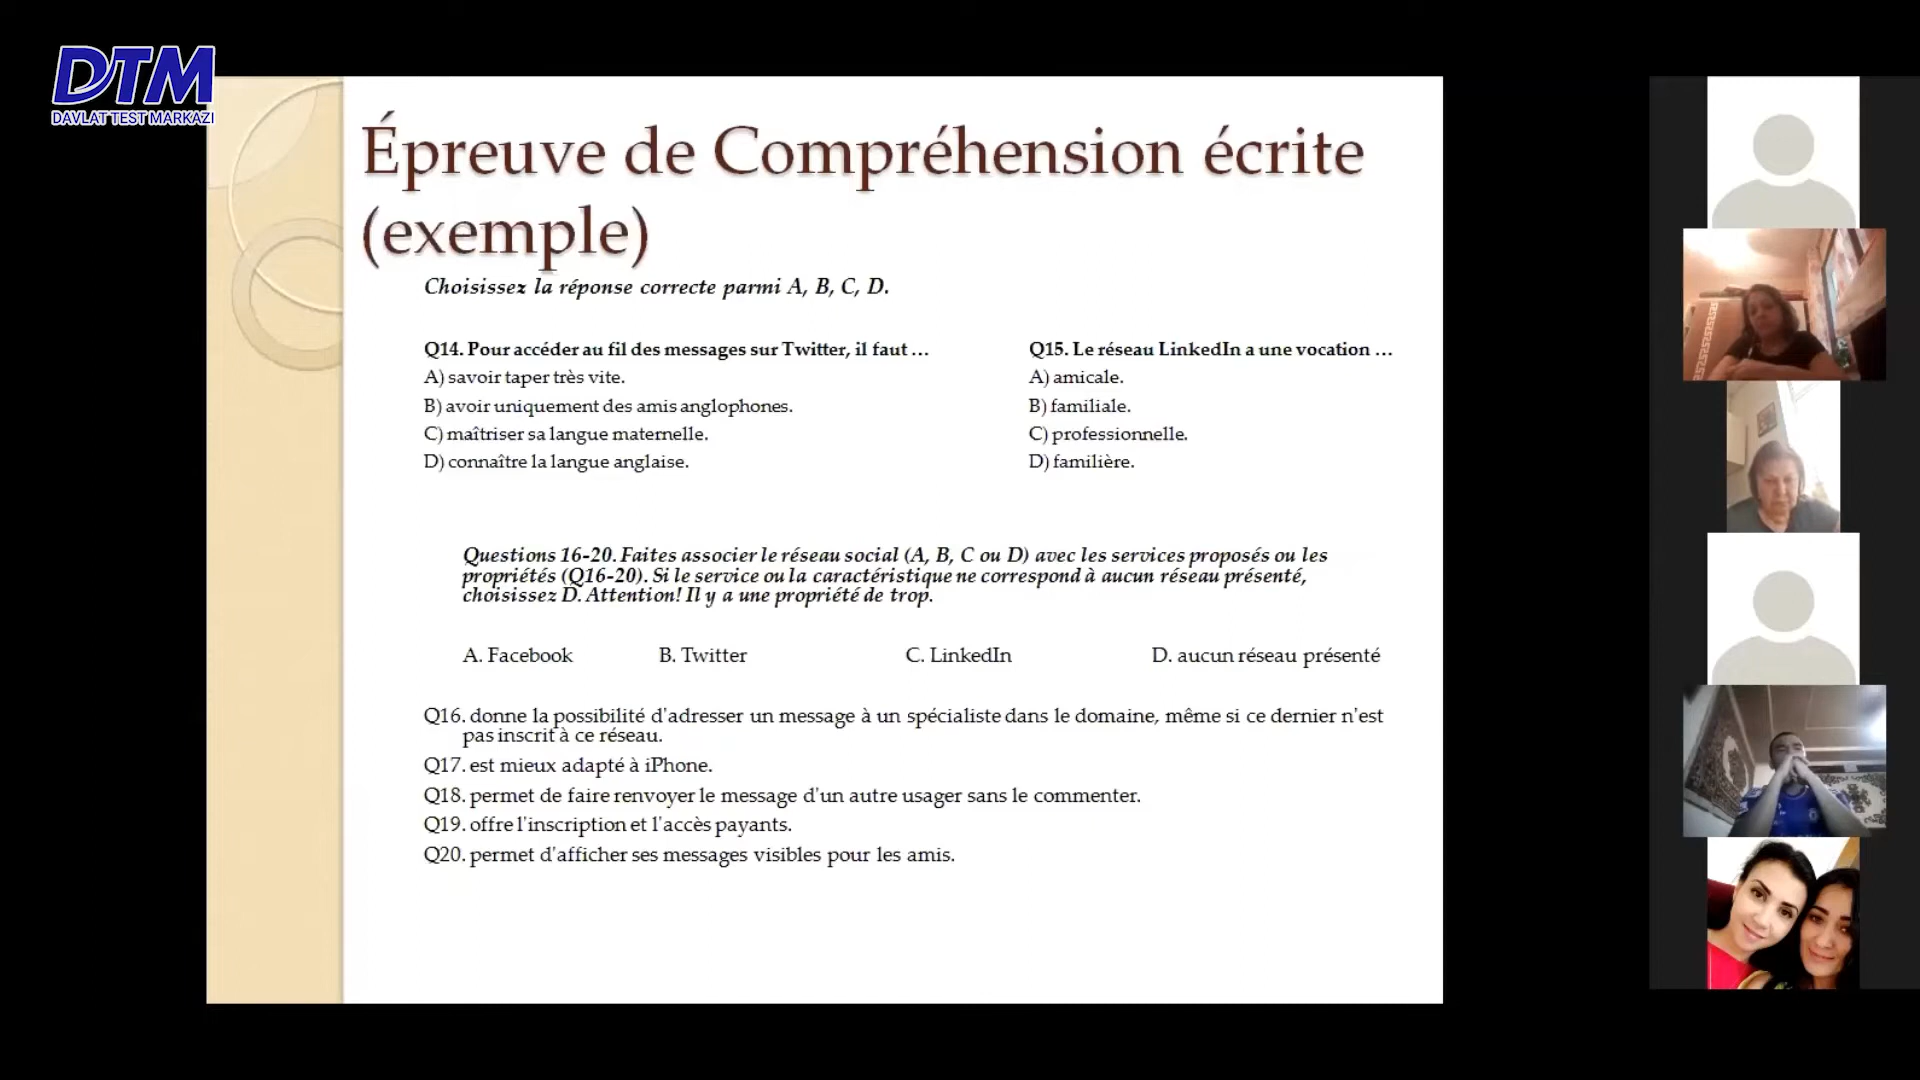 DTM
DAVLAT TEST MARKAZI
Épreuve de Compréhension écrite
(exemple)
Choisissez la réponse correcte parmi A, B, C, D.
Q14. Pour accéder au fil des messages sur Twitter, il faut …
A) savoir taper très vite.
B) avoir uniquement des amis anglophones.
C) maîtriser sa langue maternelle.
D) connaître la langue anglaise.
Q15. Le réseau LinkedIn a une vocation …
A) amicale.
B) familiale.
C) professionnelle.
D) familière.
Questions 16-20. Faites associer le réseau social (A, B, C ou D) avec les services proposés ou les
propriétés (Q16-20). Si le service ou la caractéristique ne correspond à aucun réseau présenté,
choisissez D. Attention! Il y a une propriété de trop.
A. Facebook B. Twitter C. LinkedIn D. aucun réseau présenté
Q16. donne la possibilité d'adresser un message à un spécialiste dans le domaine, même si ce dernier n'est
pas inscrit à ce réseau.
Q17. est mieux adapté à iPhone.
Q18. permet de faire renvoyer le message d'un autre usager sans le commenter.
Q19. offre l'inscription et l'accès payants.
Q20. permet d'afficher ses messages visibles pour les amis.